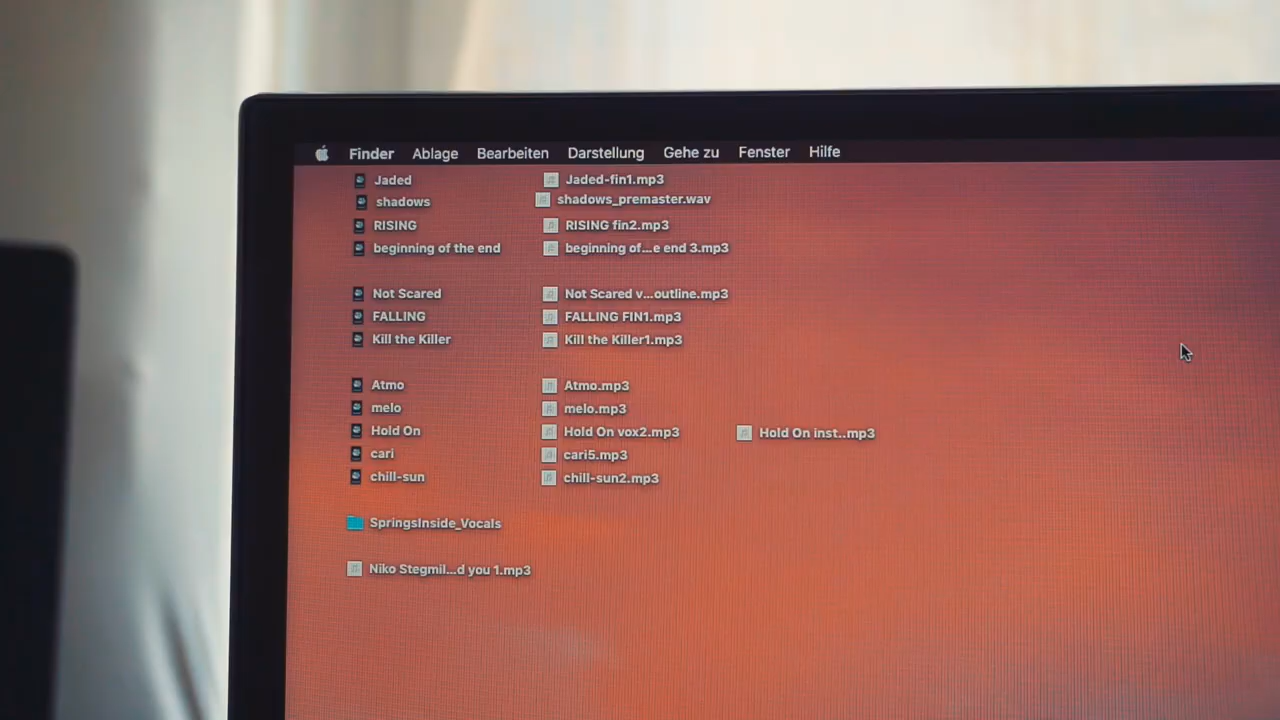 Finder Ablage Bearbeiten Darstellung Gehe zu Fenster Hilfe
Jaded Jaded-fin1.mp3
shadows shadows_premaster.wav
RISING RISING fin2.mp3
beginning of the end beginning of...e end 3.mp3
Not Scared Not Scared v...outline.mp3
FALLING FALLING FIN1.mp3
Kill the Killer Kill the Killer1.mp3
Atmo Atmo.mp3
melo melo.mp3
Hold On Hold On vox2.mp3 Hold On inst..mp3
cari cari5.mp3
chill-sun chill-sun2.mp3
SpringsInside_Vocals
Niko Stegmil...d you 1.mp3